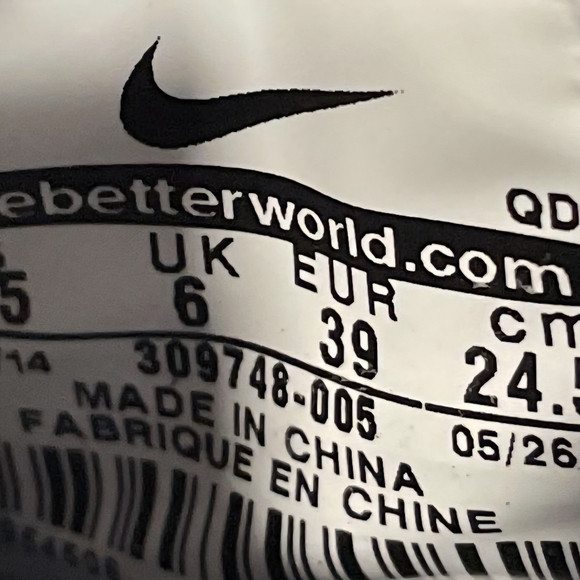 ebetterworld.com
QD
UK EUR cm
5 6 39 24.5
/14 309748-005 05/26
MADE IN CHINA
FABRIQUE EN CHINE